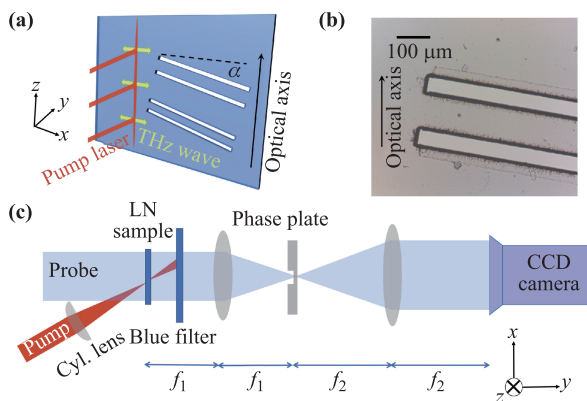 (a)
α
z
y
x
Pump laser
THz wave
Optical axis
(b)
100 μm
Optical axis
(c)
LN
sample
Phase plate
Probe
CCD
camera
Pump
Cyl. lens
Blue filter
f1
f1
f2
f2
x
z
y